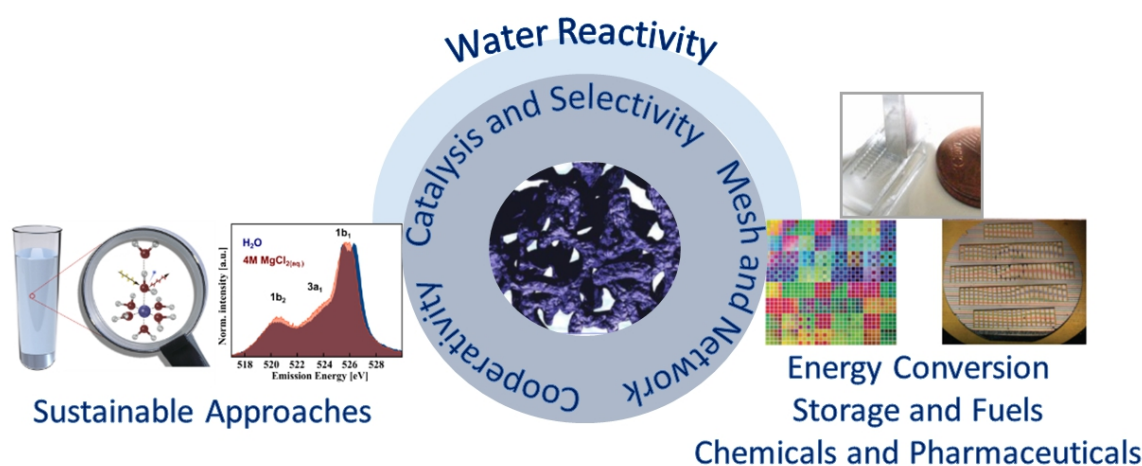 Water Reactivity
Catalysis and Selectivity
Mesh and Network
Cooperativity
H₂O
4M MgCl₂(aq.)
1b₁
3a₁
1b₂
Norm. intensity [a.u.]
518 520 522 524 526 528
Emission Energy [eV]
Sustainable Approaches
Energy Conversion
Storage and Fuels
Chemicals and Pharmaceuticals